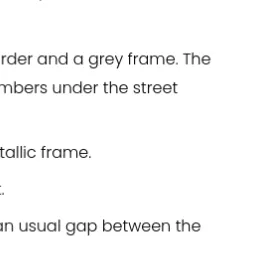 rder and a grey frame. The
mbers under the street
tallic frame.
.
an usual gap between the